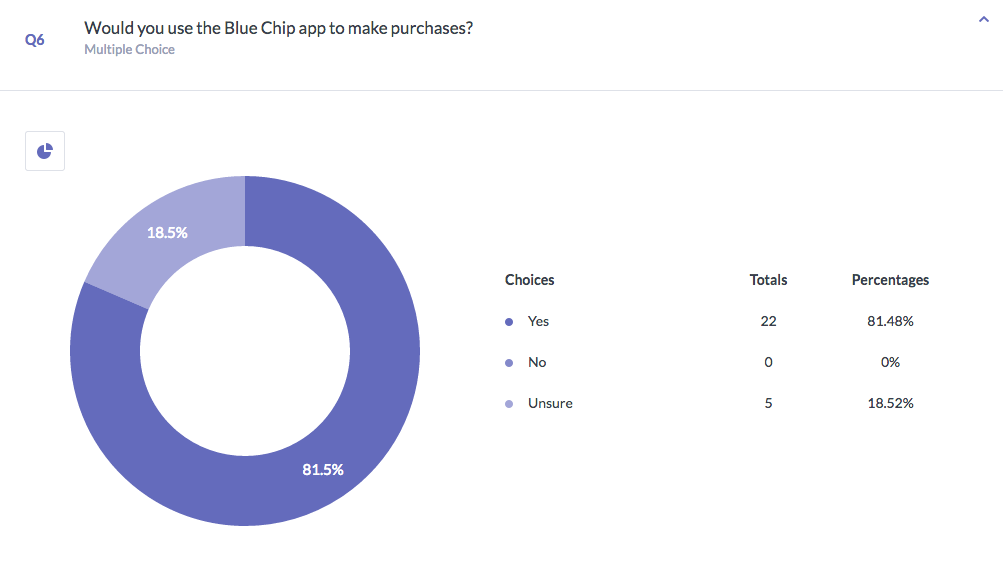 Q6
Would you use the Blue Chip app to make purchases?
Multiple Choice
18.5%
81.5%
Choices Totals Percentages
Yes 22 81.48%
No 0 0%
Unsure 5 18.52%